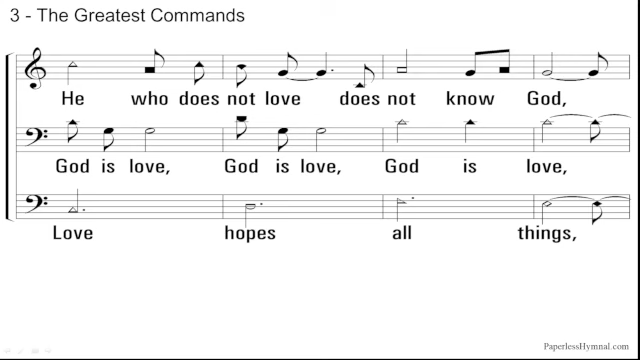 3 - The Greatest Commands
He who does not love does not know God,
God is love, God is love, God is love,
Love hopes all things,
PaperlessHymnal.com